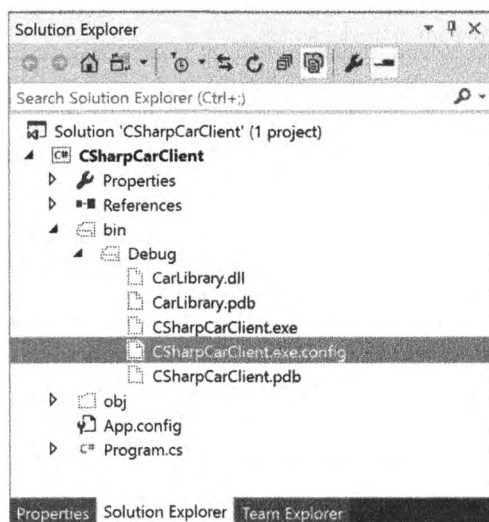 Solution Explorer
Search Solution Explorer (Ctrl+;)
Solution 'CSharpCarClient' (1 project)
C# CSharpCarClient
Properties
References
bin
Debug
CarLibrary.dll
CarLibrary.pdb
CSharpCarClient.exe
CSharpCarClient.exe.config
CSharpCarClient.pdb
obj
App.config
C# Program.cs
Properties Solution Explorer Team Explorer